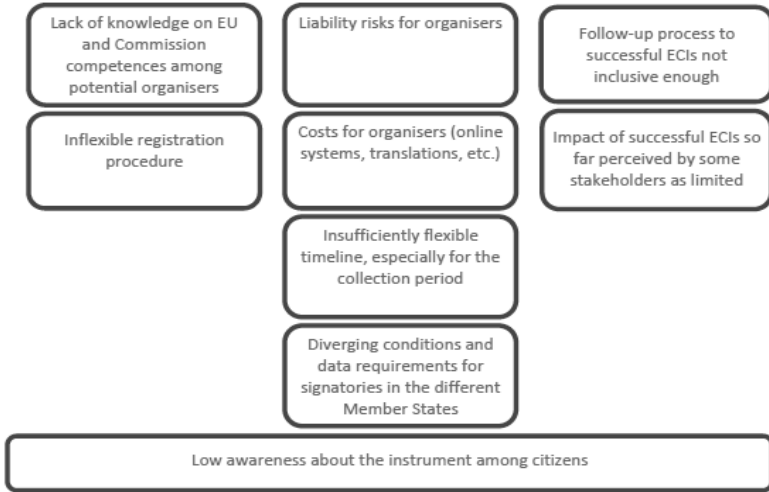 Lack of knowledge on EU
and Commission
competences among
potential organisers
Inflexible registration
procedure
Liability risks for organisers
Costs for organisers (online
systems, translations, etc.)
Insufficiently flexible
timeline, especially for the
collection period
Diverging conditions and
data requirements for
signatories in the different
Member States
Follow-up process to
successful ECIs not
inclusive enough
Impact of successful ECIs so
far perceived by some
stakeholders as limited
Low awareness about the instrument among citizens